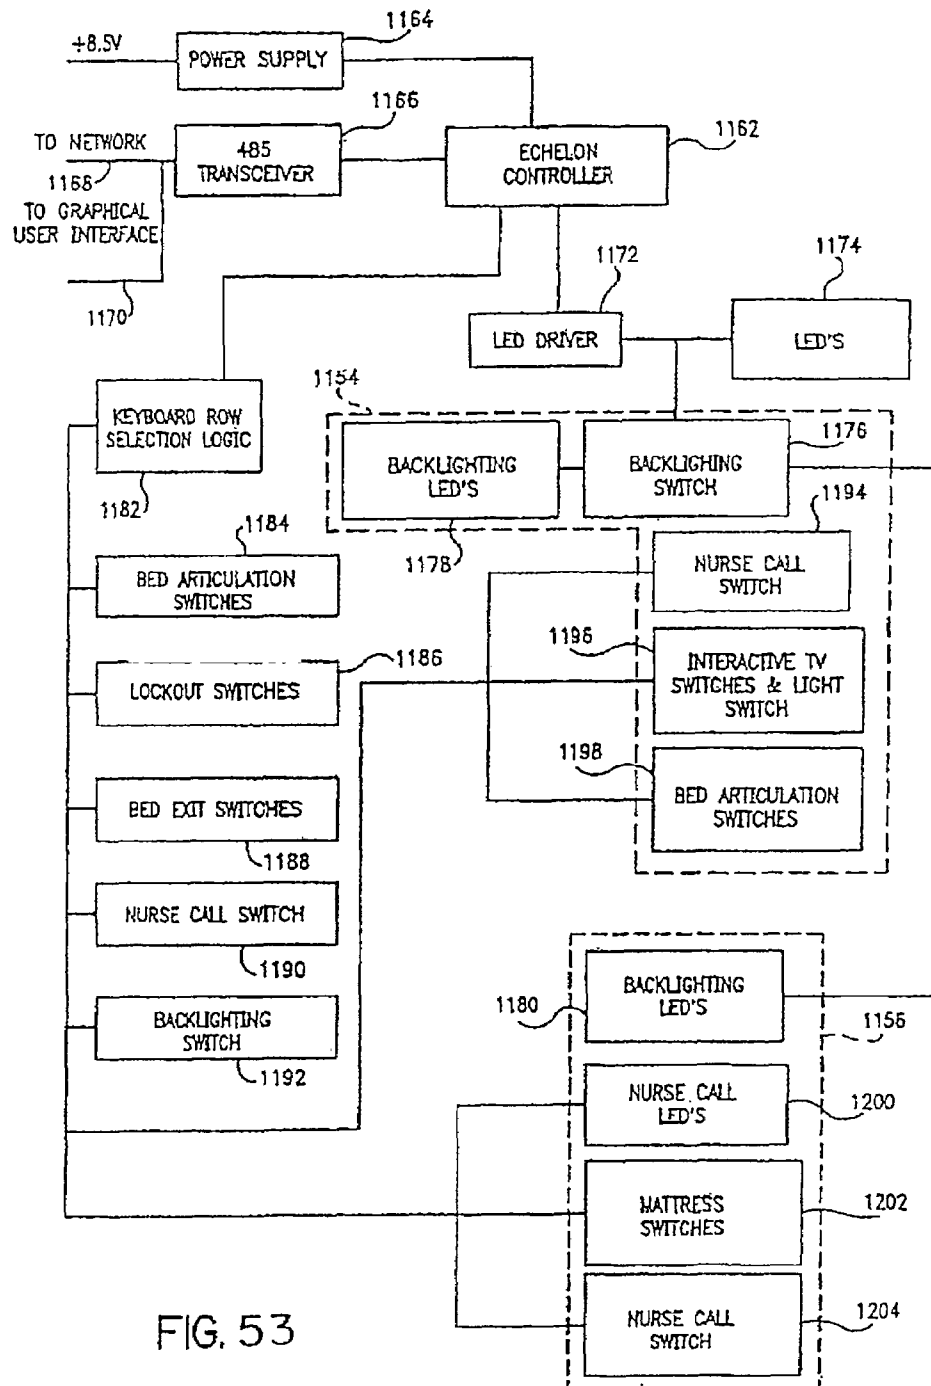 1164
+8.5V
POWER SUPPLY
1166
1162
TO NETWORK
485
TRANSCEIVER
ECHELON
CONTROLLER
1168
TO GRAPHICAL
USER INTERFACE
1172
1174
1170
LED DRIVER
LED'S
1154
KEYBOARD ROW
SELECTION LOGIC
1176
BACKLIGHTING
LED'S
BACKLIGHING
SWITCH
1182
1194
1184
1178
NURSE CALL
SWITCH
BED ARTICULATION
SWITCHES
1196
1186
INTERACTIVE TV
SWITCHES & LIGHT
SWITCH
LOCKOUT SWITCHES
1198
BED EXIT SWITCHES
BED ARTICULATION
SWITCHES
1188
NURSE CALL SWITCH
1190
BACKLIGHTING
LED'S
1180
1156
BACKLIGHTING
SWITCH
1192
NURSE CALL
LED'S
1200
MATTRESS
SWITCHES
1202
NURSE CALL
SWITCH
1204
FIG. 53